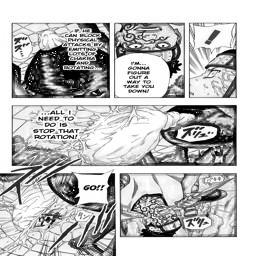 IF HE
CAN BLOCK
PHYSICAL
ATTACKS BY
EMITTING
LOTS OF
CHAKRA
AND
ROTATING...
I'M...
GONNA
FIGURE
OUT A
WAY TO
TAKE YOU
DOWN!
...ALL I
NEED TO
DO IS
STOP THAT
ROTATION!
GO!!